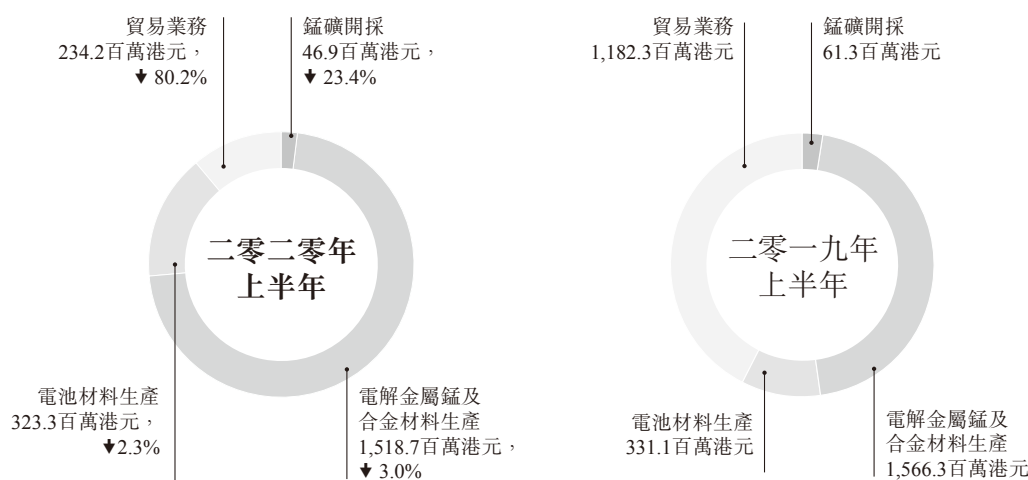 貿易業務
234.2百萬港元，
↓ 80.2%
錳礦開採
46.9百萬港元，
↓ 23.4%
二零二零年
上半年
電池材料生產
323.3百萬港元，
↓2.3%
電解金屬錳及
合金材料生產
1,518.7百萬港元，
↓ 3.0%
貿易業務
1,182.3百萬港元
錳礦開採
61.3百萬港元
二零一九年
上半年
電池材料生產
331.1百萬港元
電解金屬錳及
合金材料生產
1,566.3百萬港元